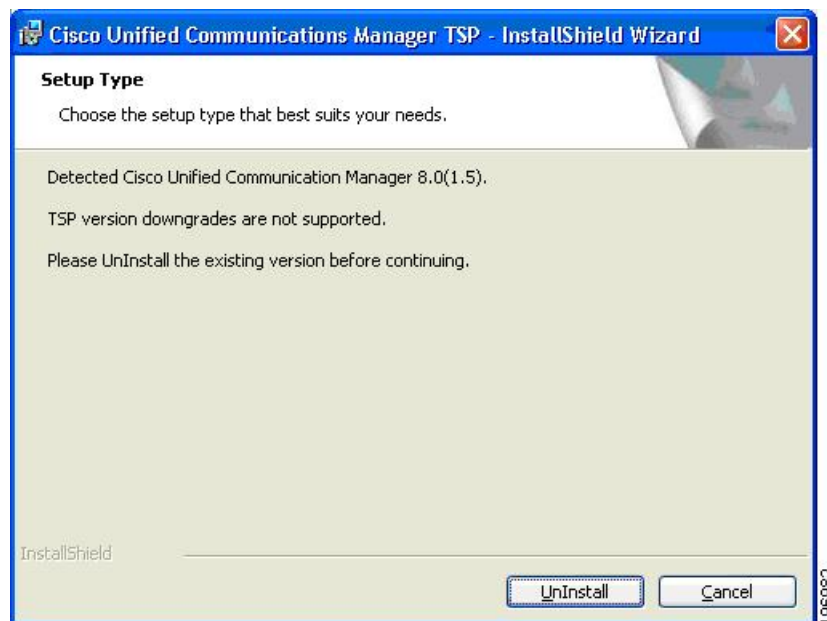 Cisco Unified Communications Manager TSP - InstallShield Wizard
Setup Type
Choose the setup type that best suits your needs.
Detected Cisco Unified Communication Manager 8.0(1.5).
TSP version downgrades are not supported.
Please UnInstall the existing version before continuing.
InstallShield
UnInstall
Cancel